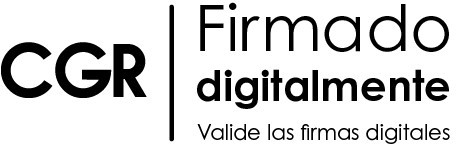 CGR
Firmado
digitalmente
Valide las firmas digitales